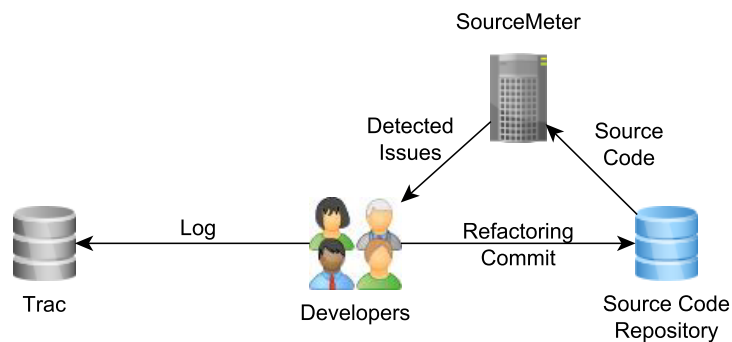 SourceMeter
Detected
Issues
Source
Code
Log
Refactoring
Commit
Trac
Developers
Source Code
Repository